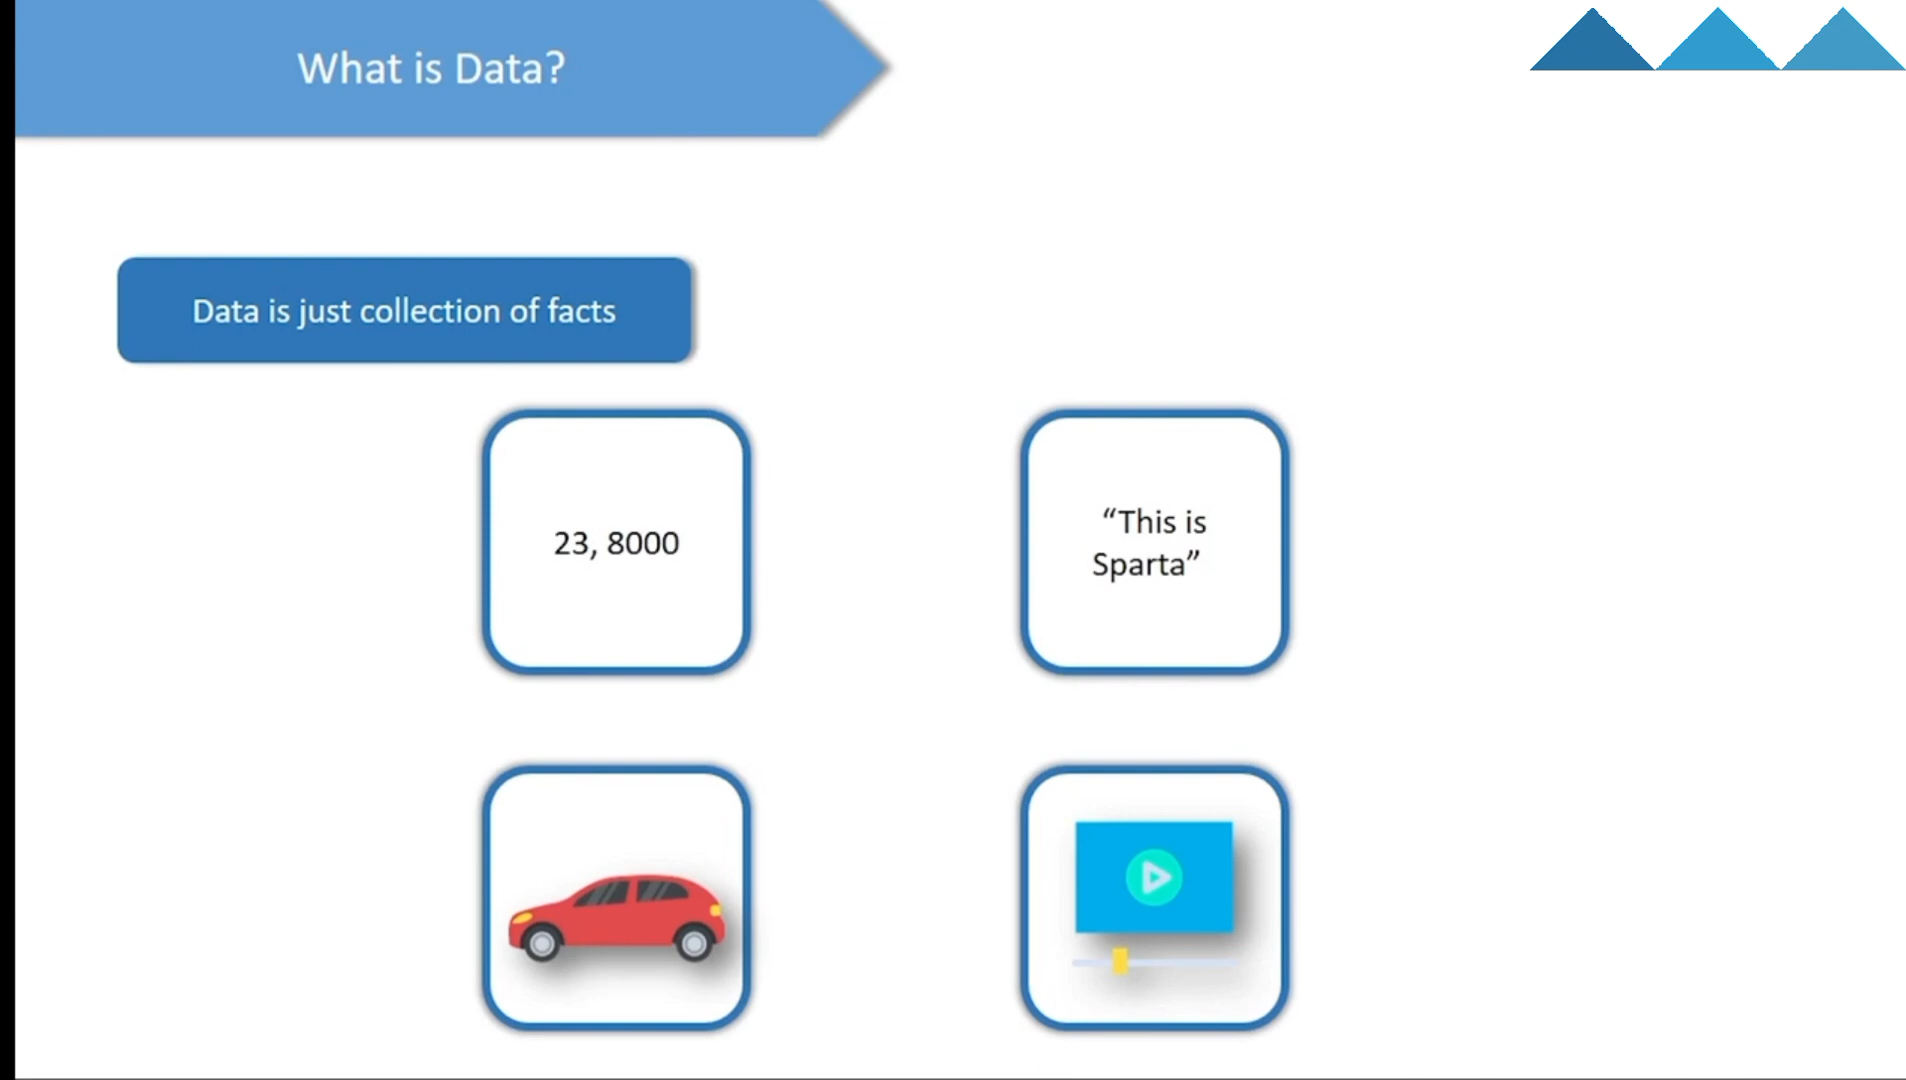 What is Data?
Data is just collection of facts
23, 8000
“This is
Sparta”